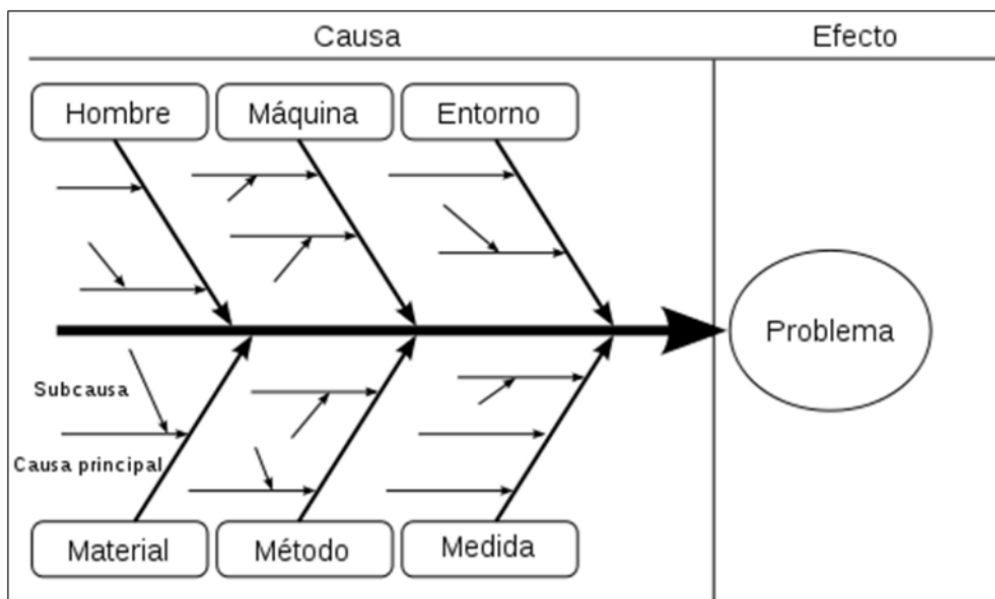 Causa
Efecto
Hombre
Máquina
Entorno
Problema
Subcausa
Causa principal
Material
Método
Medida